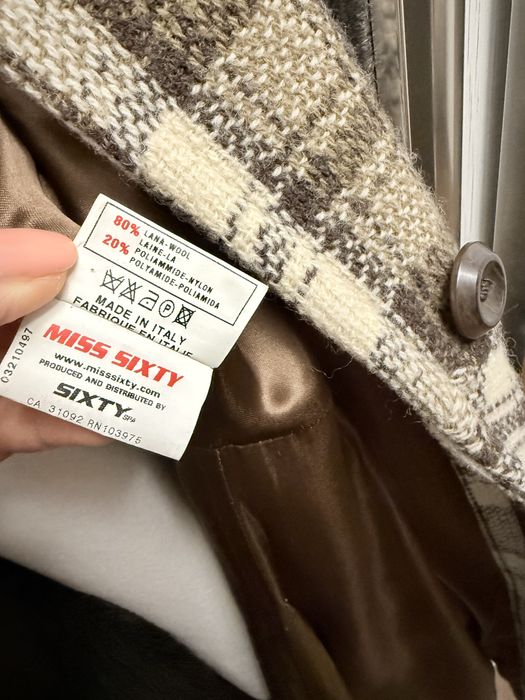 80% LANA-WOOL
LAINE-LA
20% POLIAMMIDE-NYLON
POLYAMIDE-POLIAMIDA
P
MADE IN ITALY
FABRIQUE EN ITALIE
MISS SIXTY
www.misssixty.com
PRODUCED AND DISTRIBUTED BY
SIXTY SPA
CA 31092 RN103975
03210497